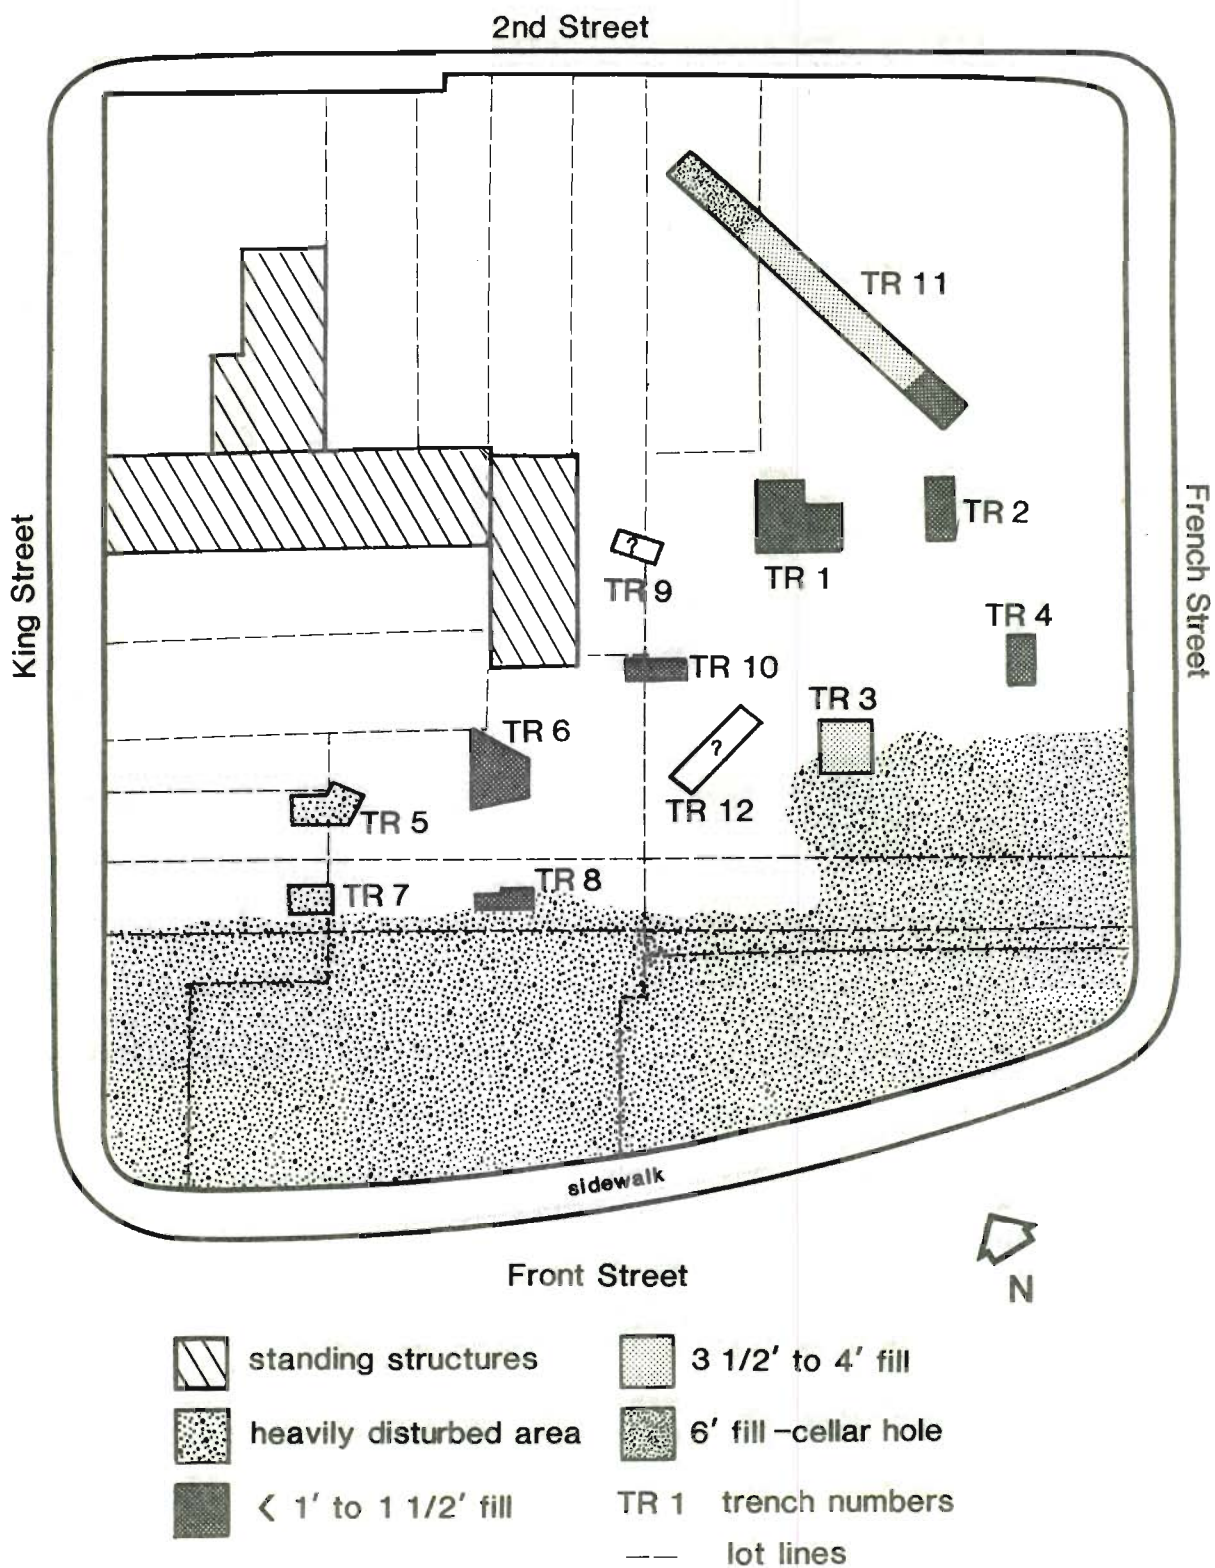 2nd Street
TR 11
King Street
French Street
TR 2
?
TR 1
TR 9
TR 4
TR 10
TR 3
TR 6
?
TR 12
TR 5
TR 8
TR 7
sidewalk
Front Street
N
standing structures
3 1/2' to 4' fill
heavily disturbed area
6' fill-cellar hole
< 1' to 1 1/2' fill
TR 1 trench numbers
lot lines